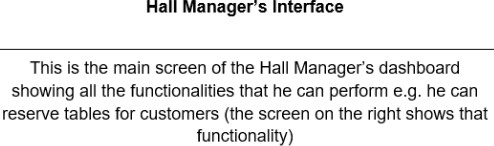 Hall Manager’s Interface
This is the main screen of the Hall Manager’s dashboard
showing all the functionalities that he can perform e.g. he can
reserve tables for customers (the screen on the right shows that
functionality)